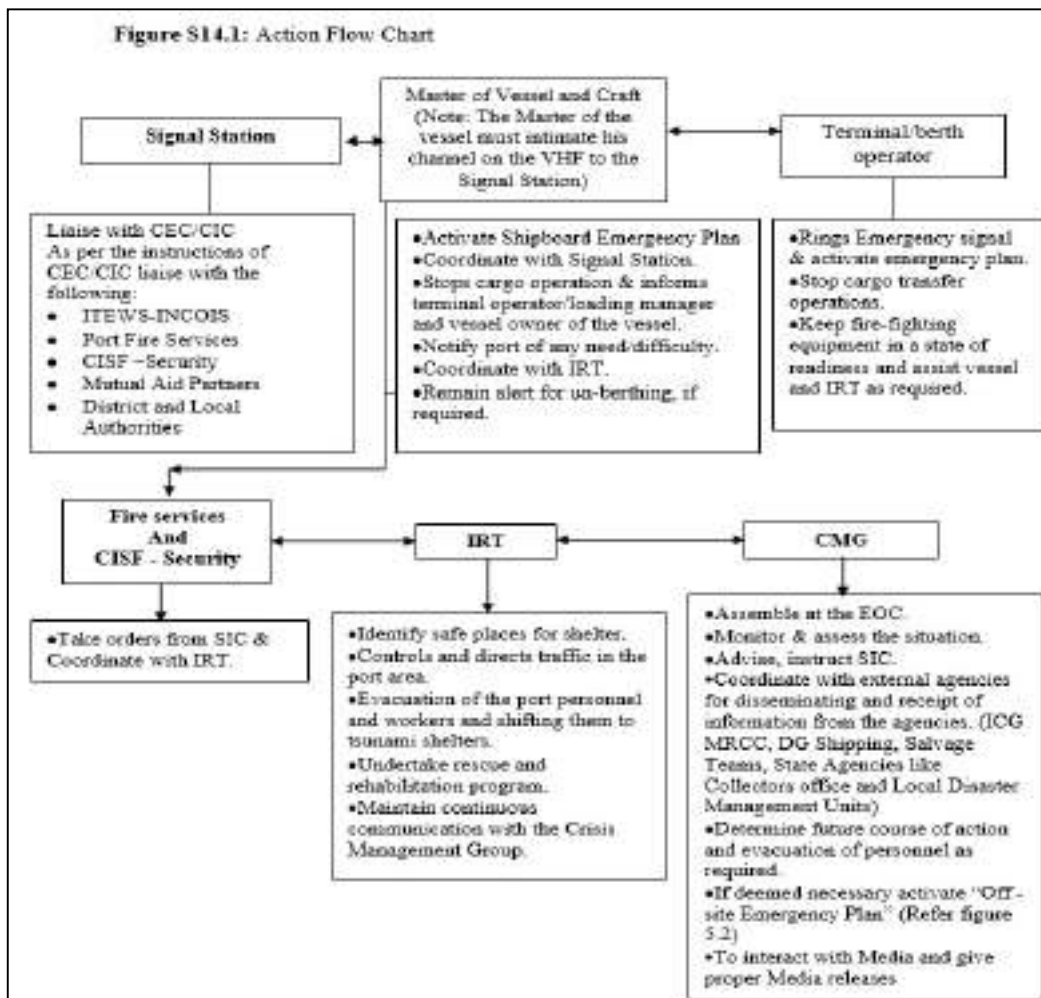 Figure S14.1: Action Flow Chart
Master of Vessel and Craft
(Note: The Master of the
vessel must intimate his
channel on the VHF to the
Signal Station)
Signal Station
Terminal/berth
operator
Liaise with CEC/CIC
As per the instructions of
CEC/CIC liaise with the
following:
• ITEWS-INCOIS
• Port Fire Services
• CISF –Security
• Mutual Aid Partners
• District and Local
Authorities
•Activate Shipboard Emergency Plan
•Coordinate with Signal Station.
•Stops cargo operation & informs
terminal operator/loading manager
and vessel owner of the vessel.
•Notify port of any need/difficulty.
•Coordinate with IRT.
•Remain alert for un-berthing, if
required.
•Rings Emergency signal
& activate emergency plan.
•Stop cargo transfer
operations.
•Keep fire-fighting
equipment in a state of
readiness and assist vessel
and IRT as required.
Fire services
And
CISF - Security
IRT
CMG
•Take orders from SIC &
Coordinate with IRT.
•Identify safe places for shelter.
•Controls and directs traffic in the
port area.
•Evacuation of the port personnel
and workers and shifting them to
tsunami shelters.
•Undertake rescue and
rehabilitation program.
•Maintain continuous
communication with the Crisis
Management Group.
•Assemble at the EOC.
•Monitor & assess the situation.
•Advise, instruct SIC.
•Coordinate with external agencies
for disseminating and receipt of
information from the agencies. (ICG
MRCC, DG Shipping, Salvage
Teams, State Agencies like
Collectors office and Local Disaster
Management Units)
•Determine future course of action
and evacuation of personnel as
required.
•If deemed necessary activate “Off-
site Emergency Plan” (Refer figure
5.2)
•To interact with Media and give
proper Media releases